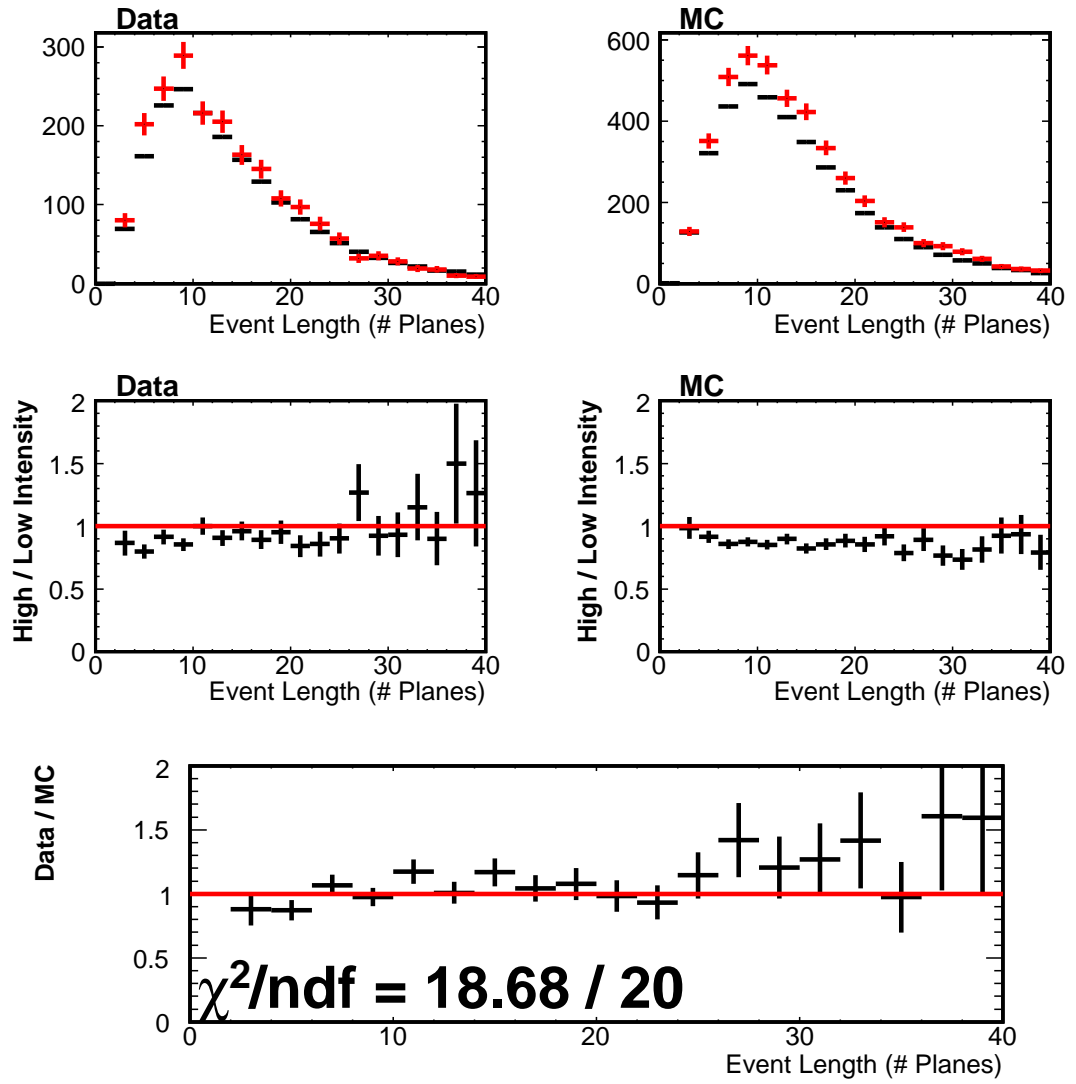 Data
MC
300
200
100
0
0 10 20 30 40
Event Length (# Planes)
600
400
200
0
0 10 20 30 40
Event Length (# Planes)
Data
High / Low Intensity
2
1.5
1
0.5
0
0 10 20 30 40
Event Length (# Planes)
MC
High / Low Intensity
2
1.5
1
0.5
0
0 10 20 30 40
Event Length (# Planes)
Data / MC
2
1.5
1
0.5
0
χ²/ndf = 18.68 / 20
0 10 20 30 40
Event Length (# Planes)